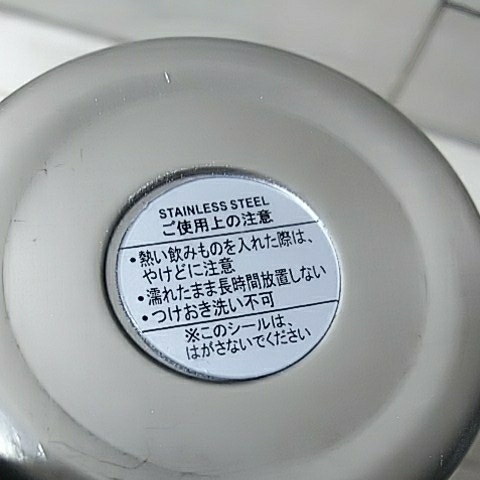 STAINLESS STEEL
ご使用上の注意
・熱い飲みものを入れた際は、
やけどに注意
・濡れたまま長時間放置しない
・つけおき洗い不可
※このシールは、
はがさないでください